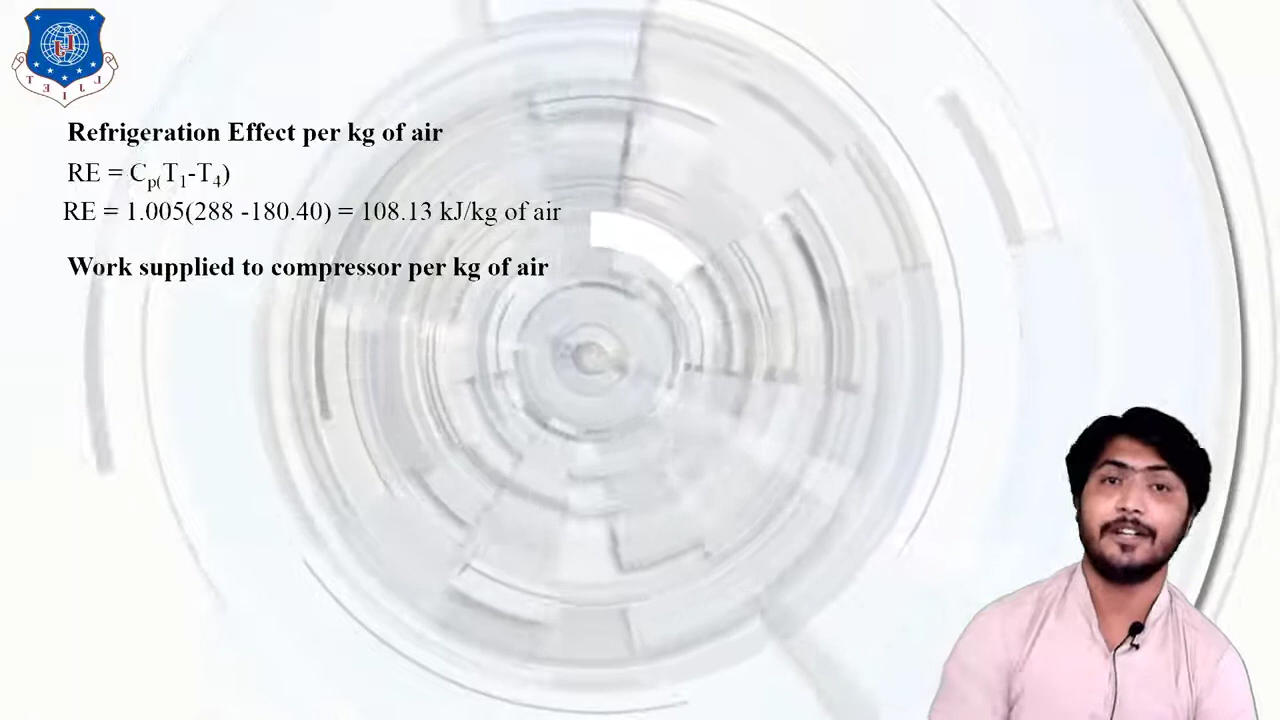 T E I J L
Refrigeration Effect per kg of air
RE = Cp(T1-T4)
RE = 1.005(288 -180.40) = 108.13 kJ/kg of air
Work supplied to compressor per kg of air